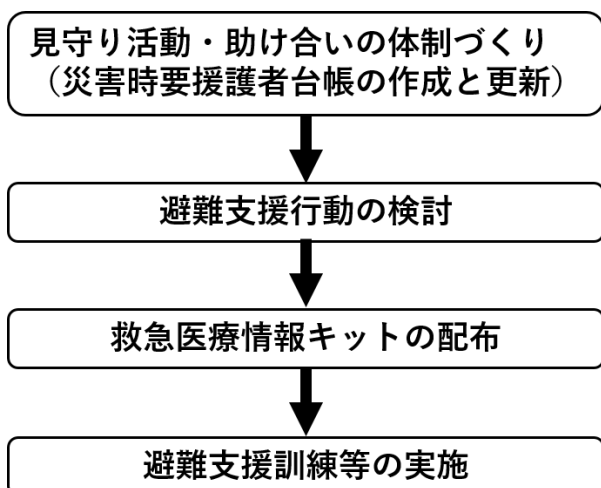 見守り活動・助け合いの体制づくり
（災害時要援護者台帳の作成と更新）
避難支援行動の検討
救急医療情報キットの配布
避難支援訓練等の実施